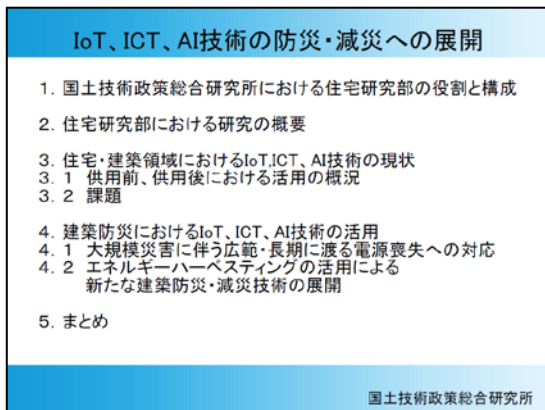 IoT、ICT、AI技術の防災・減災への展開
1. 国土技術政策総合研究所における住宅研究部の役割と構成
2. 住宅研究部における研究の概要
3. 住宅・建築領域におけるIoT,ICT、AI技術の現状
3. 1 供用前、供用後における活用の概況
3. 2 課題
4. 建築防災におけるIoT、ICT、AI技術の活用
4. 1 大規模災害に伴う広範・長期に渡る電源喪失への対応
4. 2 エネルギーハーベスティングの活用による
新たな建築防災・減災技術の展開
5. まとめ
国土技術政策総合研究所